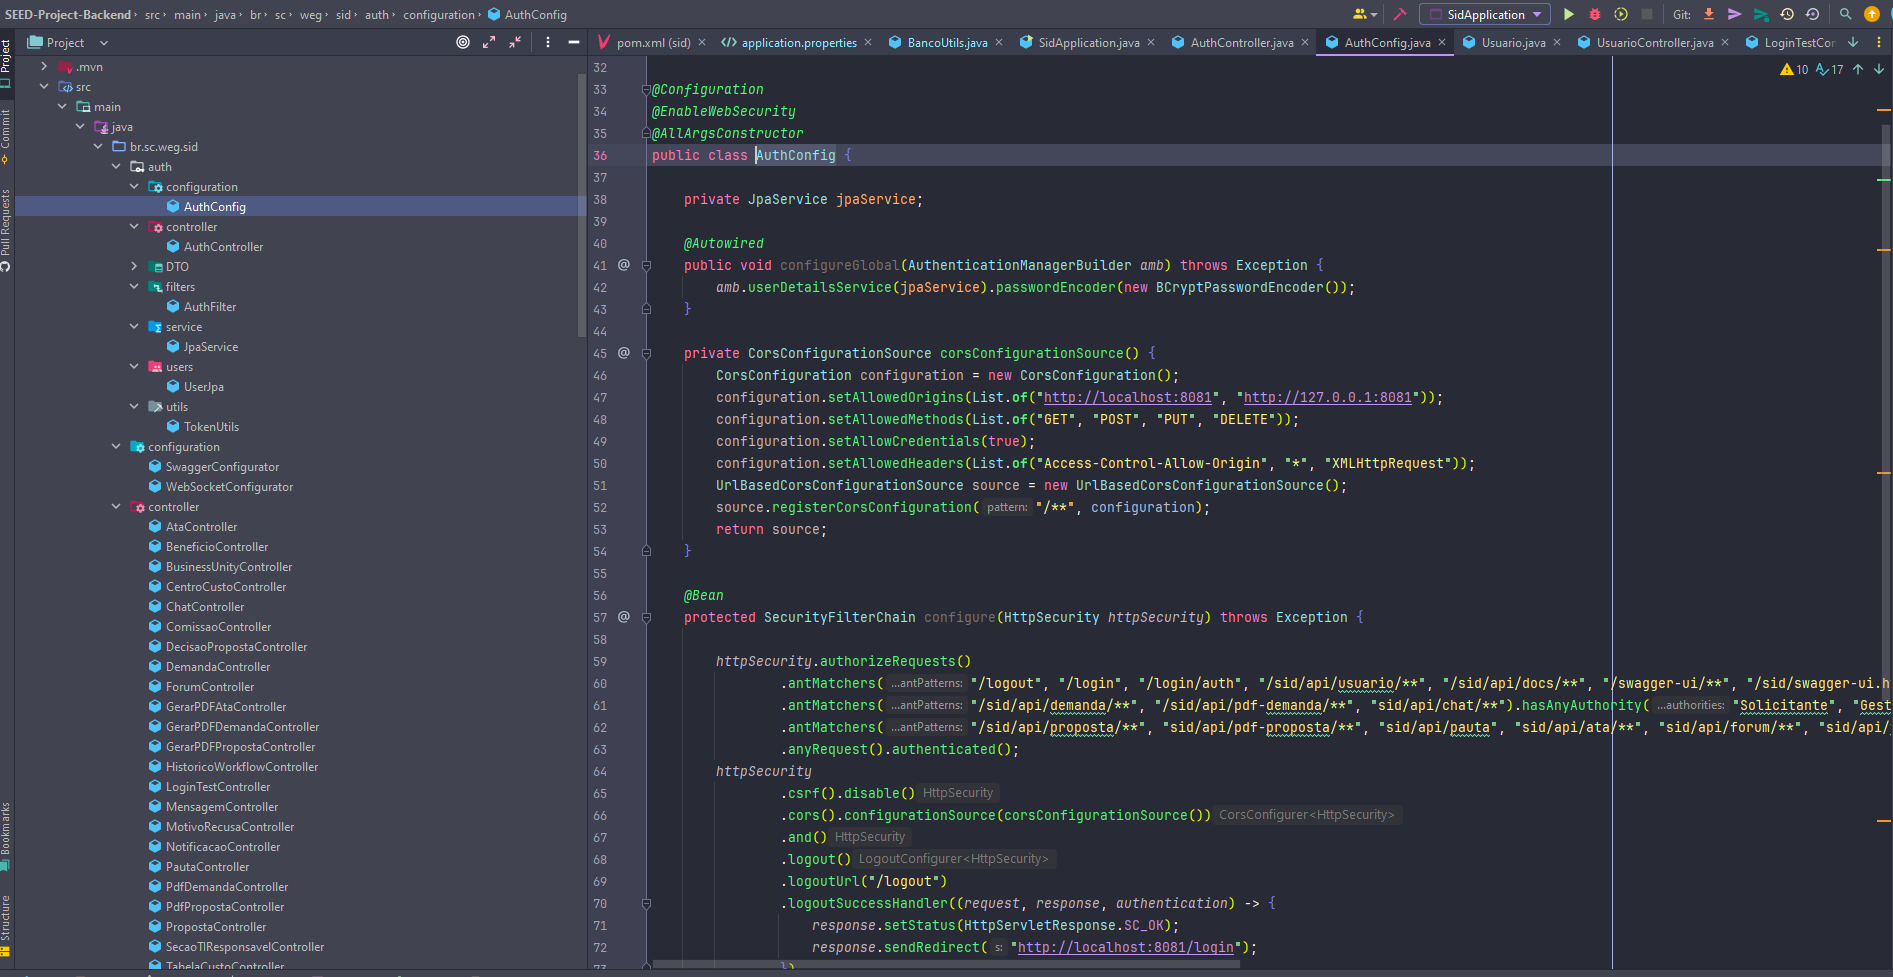 SEED-Project-Backend › src › main › java › br › sc › weg › sid › auth › configuration › AuthConfig
SidApplication
Git:
Project
pom.xml (sid)
application.properties
BancoUtils.java
SidApplication.java
AuthController.java
AuthConfig.java
Usuario.java
UsuarioController.java
LoginTestCon
Project
Commit
Pull Requests
Bookmarks
Structure
.mvn
src
main
java
br.sc.weg.sid
auth
configuration
AuthConfig
controller
AuthController
DTO
filters
AuthFilter
service
JpaService
users
UserJpa
utils
TokenUtils
configuration
SwaggerConfigurator
WebSocketConfigurator
controller
AtaController
BeneficioController
BusinessUnityController
CentroCustoController
ChatController
ComissaoController
DecisaoPropostaController
DemandaController
ForumController
GerarPDFAtaController
GerarPDFDemandaController
GerarPDFPropostaController
HistoricoWorkflowController
LoginTestController
MensagemController
MotivoRecusaController
NotificacaoController
PautaController
PdfDemandaController
PdfPropostaController
PropostaController
SecaoTIResponsavelController
TabelaCustoController
10 17
32
33 @Configuration
34 @EnableWebSecurity
35 @AllArgsConstructor
36 public class AuthConfig {
37
38 private JpaService jpaService;
39
40 @Autowired
41 @ public void configureGlobal(AuthenticationManagerBuilder amb) throws Exception {
42 amb.userDetailsService(jpaService).passwordEncoder(new BCryptPasswordEncoder());
43 }
44
45 @ private CorsConfigurationSource corsConfigurationSource() {
46 CorsConfiguration configuration = new CorsConfiguration();
47 configuration.setAllowedOrigins(List.of("http://localhost:8081", "http://127.0.0.1:8081"));
48 configuration.setAllowedMethods(List.of("GET", "POST", "PUT", "DELETE"));
49 configuration.setAllowCredentials(true);
50 configuration.setAllowedHeaders(List.of("Access-Control-Allow-Origin", "*", "XMLHttpRequest"));
51 UrlBasedCorsConfigurationSource source = new UrlBasedCorsConfigurationSource();
52 source.registerCorsConfiguration( pattern: "/**", configuration);
53 return source;
54 }
55
56 @Bean
57 @ protected SecurityFilterChain configure(HttpSecurity httpSecurity) throws Exception {
58
59 httpSecurity.authorizeRequests()
60 .antMatchers( ...antPatterns: "/logout", "/login", "/login/auth", "/sid/api/usuario/**", "/sid/api/docs/**", "/swagger-ui/**", "/sid/swagger-ui.h
61 .antMatchers( ...antPatterns: "/sid/api/demanda/**", "/sid/api/pdf-demanda/**", "sid/api/chat/**").hasAnyAuthority( ...authorities: "Solicitante", "Gest
62 .antMatchers( ...antPatterns: "/sid/api/proposta/**", "sid/api/pdf-proposta/**", "sid/api/pauta", "sid/api/ata/**", "sid/api/forum/**", "sid/api/
63 .anyRequest().authenticated();
64 httpSecurity
65 .csrf().disable() HttpSecurity
66 .cors().configurationSource(corsConfigurationSource()) CorsConfigurer<HttpSecurity>
67 .and() HttpSecurity
68 .logout() LogoutConfigurer<HttpSecurity>
69 .logoutUrl("/logout")
70 .logoutSuccessHandler((request, response, authentication) -> {
71 response.setStatus(HttpServletResponse.SC_OK);
72 response.sendRedirect( s: "http://localhost:8081/login");
73 })